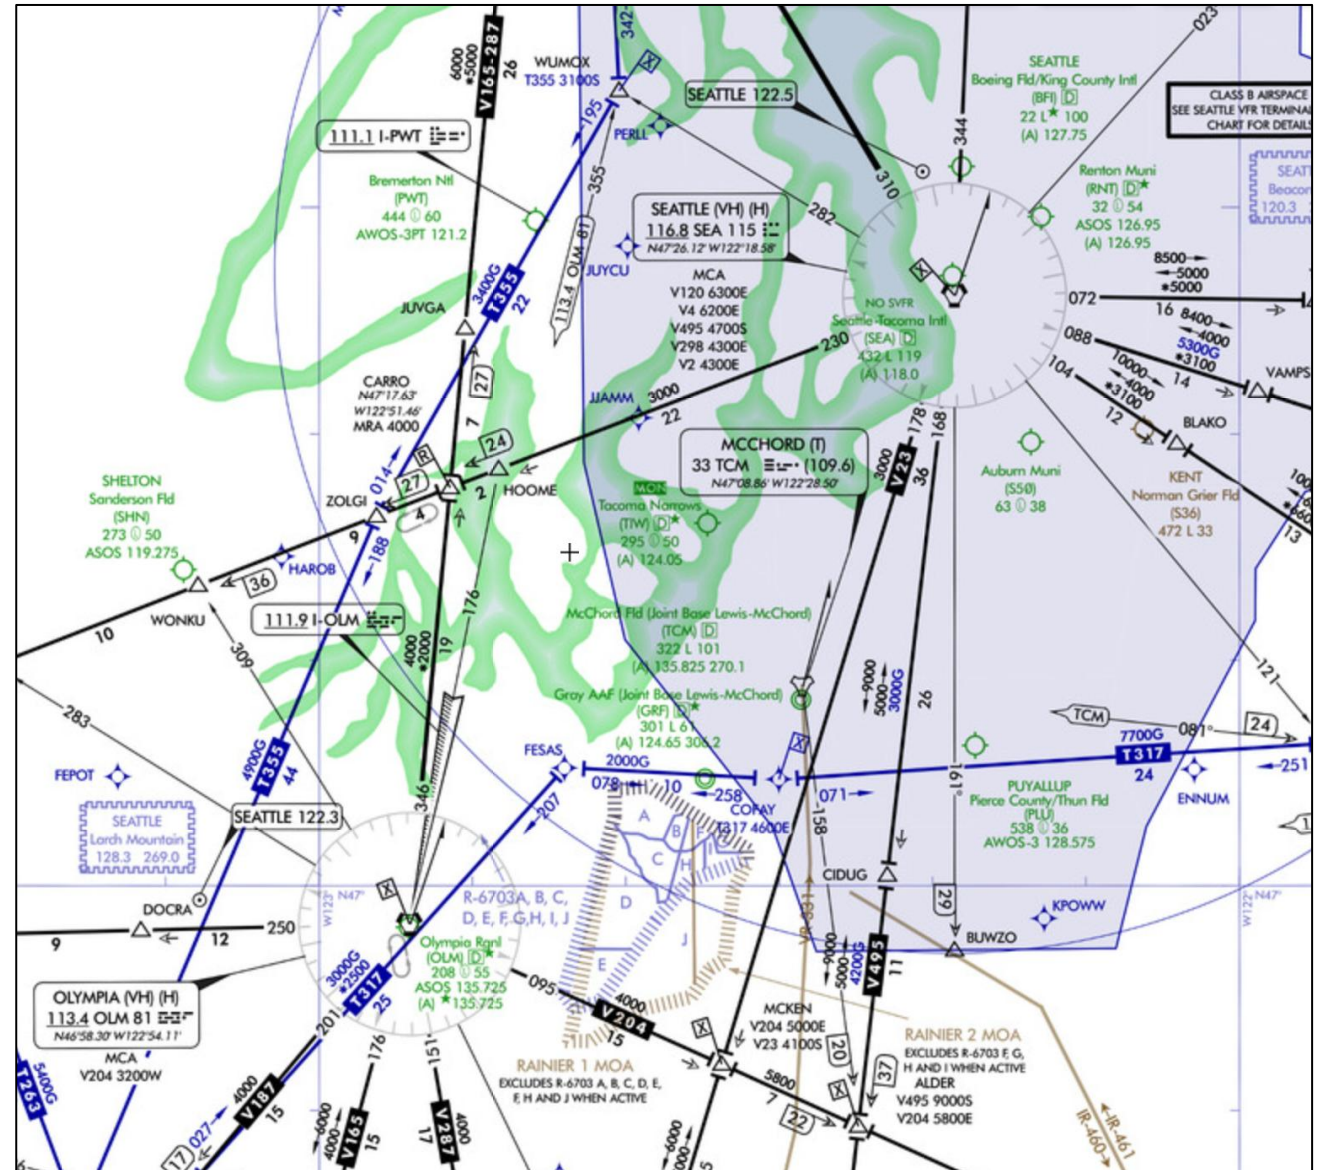 342
WUMOX
T355 3100S
6000
*5000
V165-287
26
195
PERLL
SEATTLE 122.5
SEATTLE
Boeing Fld/King County Intl
(BFI) D
22 L★ 100
(A) 127.75
023
CLASS B AIRSPACE
SEE SEATTLE VFR TERMINAL
CHART FOR DETAILS
344
310
111.1 I-PWT
Bremerton Ntl
(PWT)
444 60
AWOS-3PT 121.2
355
282
Renton Muni
(RNT) D★
32 54
ASOS 126.95
(A) 126.95
SEATT
Beacon
120.3
SEATTLE (VH) (H)
116.8 SEA 115
N47°26.12' W122°18.58'
113.4 OLM 81
JUYCU
3400G
T355
22
JUVGA
MCA
V120 6300E
V4 6200E
V495 4700S
V298 4300E
V2 4300E
X
NO SVFR
Seattle-Tacoma Intl
(SEA) D
432 L 119
(A) 118.0
072
8500
5000
*5000
16
088
8400
4000
5300G
*3100
14
VAMPS
104
10000
4000
*3100
12
BLAKO
230
CARRO
N47°17.63'
W122°51.46'
MRA 4000
27
7
JJAMM
3000
22
178
168
MCCHORD (T)
33 TCM (109.6)
N47°08.86' W122°28.50'
3000
V23
36
Auburn Muni
(S50)
63 38
KENT
Norman Grier Fld
(S36)
472 L 33
13
R
24
014
27
2
HOOME
ZOLGI
4
9
188
SHELTON
Sanderson Fld
(SHN)
273 50
ASOS 119.275
MON
Tacoma Narrows
(TIW) D★
295 50
(A) 124.05
HAROB
36
WONKU
10
111.9 I-OLM
176
4000
*2000
19
309
McChord Fld (Joint Base Lewis-McChord)
(TCM) D
322 L 101
(A) 135.825 270.1
Gray AAF (Joint Base Lewis-McChord)
(GRF) D★
301 L 61
(A) 124.65 306.2
9000
5000
3000G
26
121
283
TCM
081°
24
4900G
T355
44
FESAS
2000G
078
10
258
X
COFAY
T317 4600E
071
7700G
T317
24
251
ENNUM
161°
FEPOT
SEATTLE
Larch Mountain
128.3 269.0
SEATTLE 122.3
346
207
158
PUYALLUP
Pierce County/Thun Fld
(PLU)
538 36
AWOS-3 128.575
A
B
C
D
E
F
H
J
CIDUG
W123°
N47°
X
R-6703A, B, C,
D, E, F, G, H, I, J
29
KPOWW
W122°
N47°
DOCRA
9
12
250
BUWZO
Olympia Rgnl
(OLM) D★
208 55
ASOS 135.725
(A) ★135.725
9000
5000
4200G
V495
11
OLYMPIA (VH) (H)
113.4 OLM 81
N46°58.30' W122°54.11'
MCA
V204 3200W
3000G
*2500
T317
25
095
4000
V204
15
X
MCKEN
V204 5000E
V23 4100S
201
176
151
RAINIER 1 MOA
EXCLUDES R-6703 A, B, C, D, E,
F, H AND J WHEN ACTIVE
RAINIER 2 MOA
EXCLUDES R-6703 F, G,
H AND I WHEN ACTIVE
ALDER
V495 9000S
V204 5800E
20
37
X
5800
7
22
5400G
T263
4000
V187
15
027
17
6000
4000
V165
15
4000
V287
17
6000
IR-461
IR-460